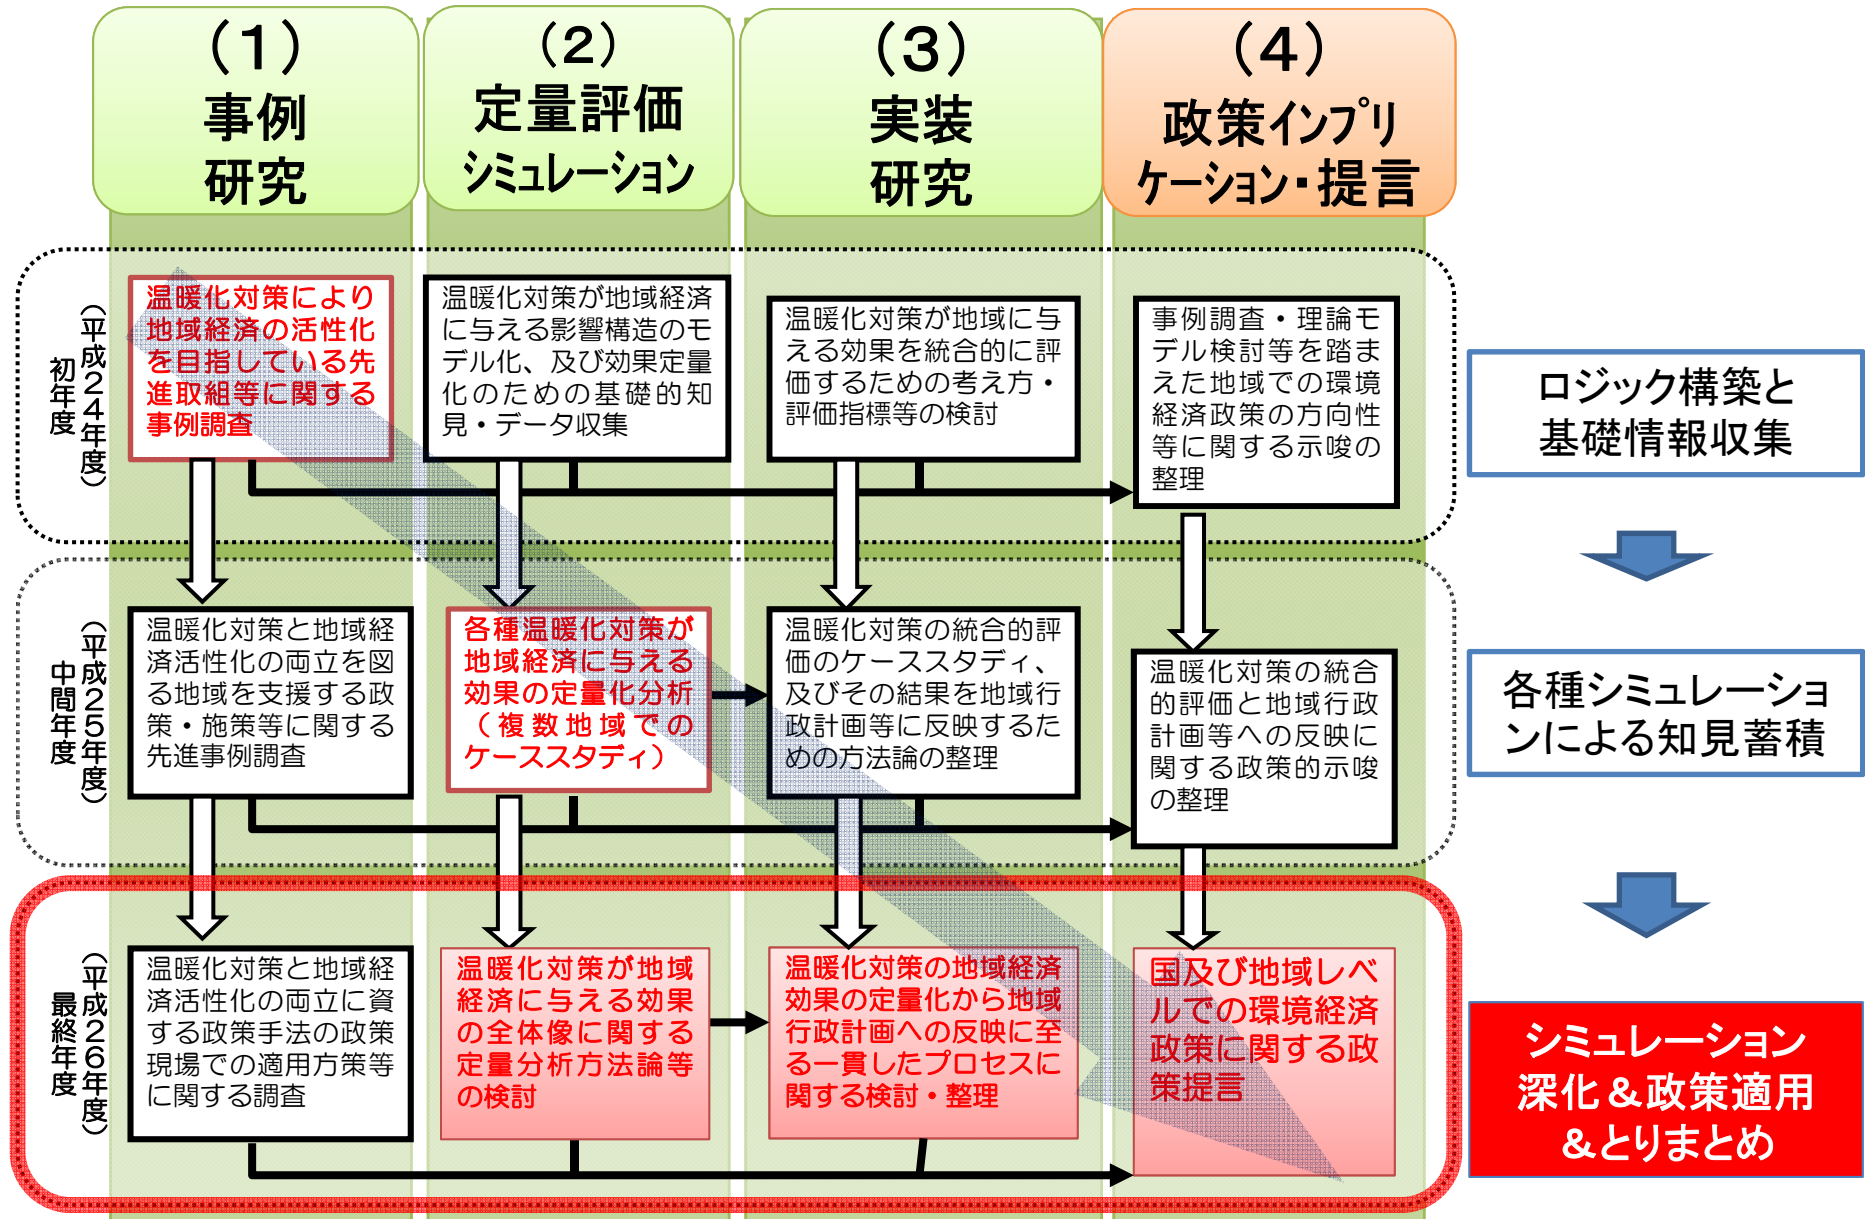 （１）
事例
研究
（２）
定量評価
シミュレーション
（３）
実装
研究
（４）
政策インプリ
ケーション・提言
初年度
（平成２４年度）
温暖化対策により
地域経済の活性化
を目指している先
進取組等に関する
事例調査
温暖化対策が地域経済
に与える影響構造のモ
デル化、及び効果定量
化のための基礎的知
見・データ収集
温暖化対策が地域に与
える効果を統合的に評
価するための考え方・
評価指標等の検討
事例調査・理論モ
デル検討等を踏ま
えた地域での環境
経済政策の方向性
等に関する示唆の
整理
ロジック構築と
基礎情報収集
中間年度
（平成２５年度）
温暖化対策と地域経
済活性化の両立を図
る地域を支援する政
策・施策等に関する
先進事例調査
各種温暖化対策が
地域経済に与える
効果の定量化分析
（複数地域での
ケーススタディ）
温暖化対策の統合的評
価のケーススタディ、
及びその結果を地域行
政計画等に反映するた
めの方法論の整理
温暖化対策の統合
的評価と地域行政
計画等への反映に
関する政策的示唆
の整理
各種シミュレーショ
ンによる知見蓄積
最終年度
（平成２６年度）
温暖化対策と地域経
済活性化の両立に資
する政策手法の政策
現場での適用方策等
に関する調査
温暖化対策が地域
経済に与える効果
の全体像に関する
定量分析方法論等
の検討
温暖化対策の地域経済
効果の定量化から地域
行政計画への反映に至
る一貫したプロセスに
関する検討・整理
国及び地域レベ
ルでの環境経済
政策に関する政
策提言
シミュレーション
深化＆政策適用
＆とりまとめ